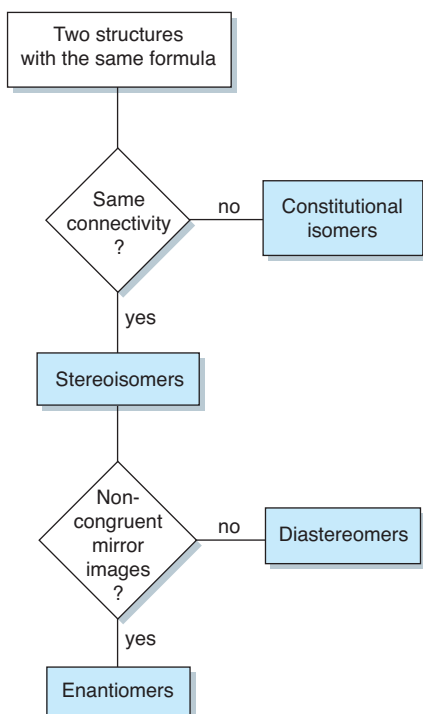 Two structures
with the same formula
Same
connectivity
?
no
Constitutional
isomers
yes
Stereoisomers
Non-
congruent
mirror
images
?
no
Diastereomers
yes
Enantiomers